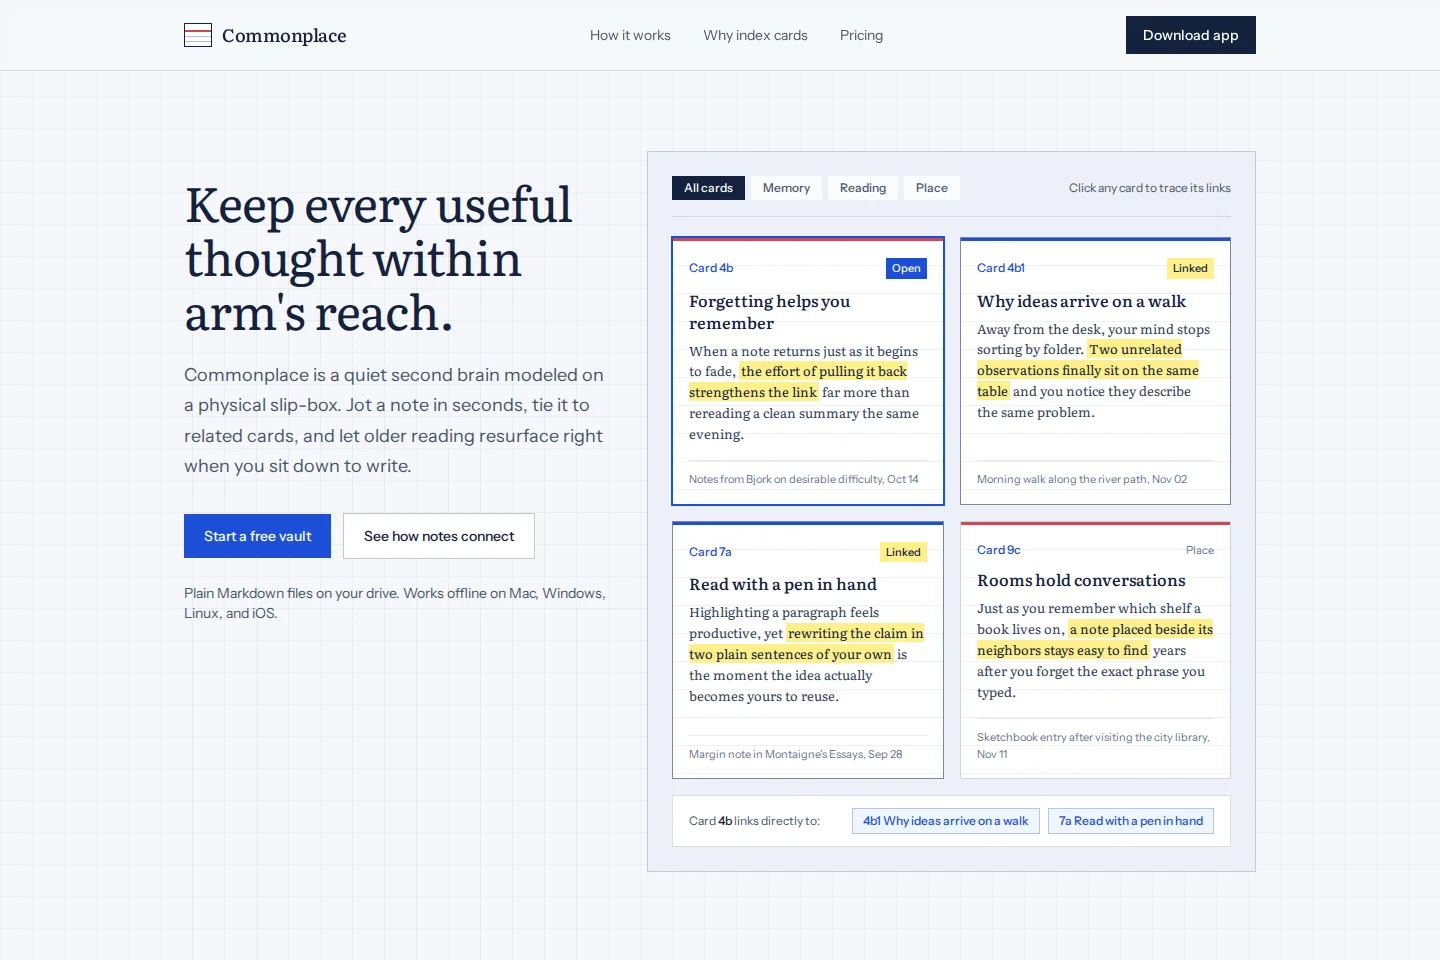 Commonplace
How it works
Why index cards
Pricing
Download app
Keep every useful
thought within
arm's reach.
Commonplace is a quiet second brain modeled on
a physical slip-box. Jot a note in seconds, tie it to
related cards, and let older reading resurface right
when you sit down to write.
Start a free vault
See how notes connect
Plain Markdown files on your drive. Works offline on Mac, Windows,
Linux, and iOS.
All cards
Memory
Reading
Place
Click any card to trace its links
Card 4b
Open
Forgetting helps you
remember
When a note returns just as it begins
to fade, the effort of pulling it back
strengthens the link far more than
rereading a clean summary the same
evening.
Notes from Bjork on desirable difficulty, Oct 14
Card 4b1
Linked
Why ideas arrive on a walk
Away from the desk, your mind stops
sorting by folder. Two unrelated
observations finally sit on the same
table and you notice they describe
the same problem.
Morning walk along the river path, Nov 02
Card 7a
Linked
Read with a pen in hand
Highlighting a paragraph feels
productive, yet rewriting the claim in
two plain sentences of your own is
the moment the idea actually
becomes yours to reuse.
Margin note in Montaigne's Essays, Sep 28
Card 9c
Place
Rooms hold conversations
Just as you remember which shelf a
book lives on, a note placed beside its
neighbors stays easy to find years
after you forget the exact phrase you
typed.
Sketchbook entry after visiting the city library,
Nov 11
Card 4b links directly to:
4b1 Why ideas arrive on a walk
7a Read with a pen in hand